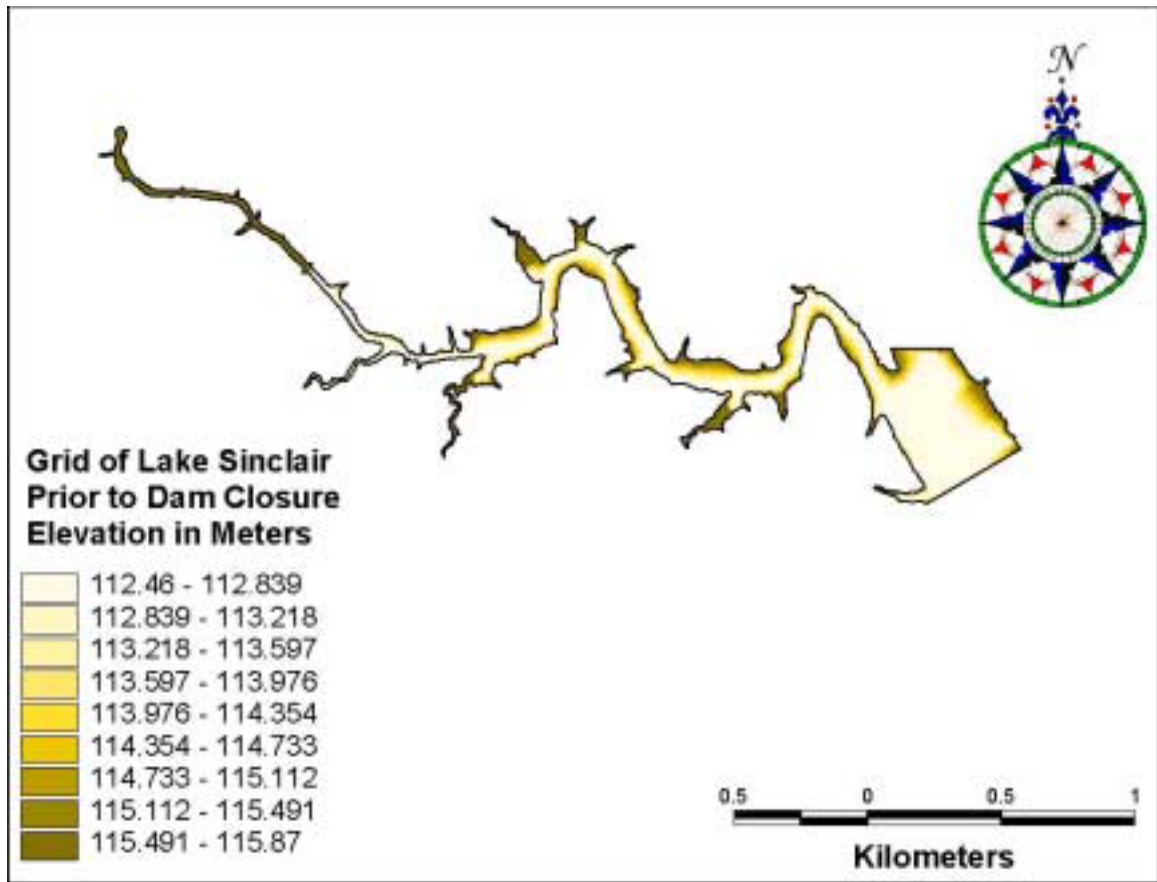 N
Grid of Lake Sinclair
Prior to Dam Closure
Elevation in Meters
112.46 - 112.839
112.839 - 113.218
113.218 - 113.597
113.597 - 113.976
113.976 - 114.354
114.354 - 114.733
114.733 - 115.112
115.112 - 115.491
115.491 - 115.87
0.5 0 0.5 1
Kilometers